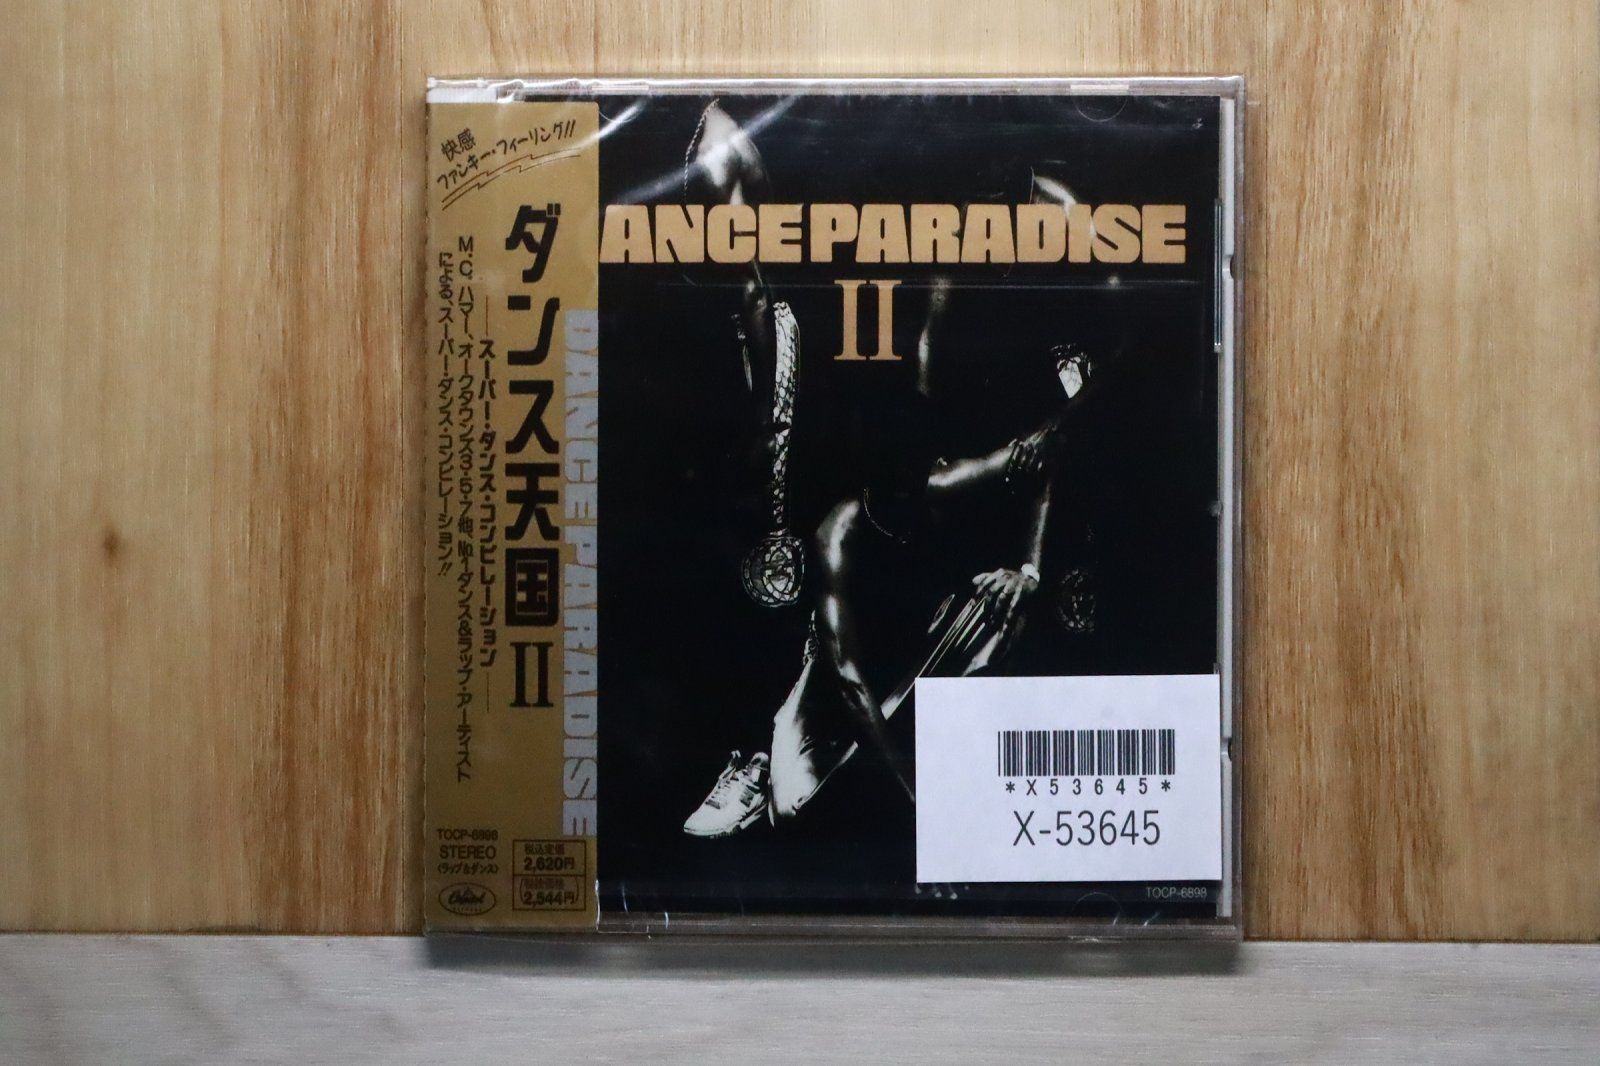 快感
ファンキー・フィーリング!!
ダンス天国II
スーパー・ダンス・コンピレーション
M.C.ハマー、オークタウンズ3・5・7他、No.1ダンス&ラップ・アーティスト
による、スーパー・ダンス・コンピレーション!!
DANCE PARADISE
TOCP-6898
STEREO
〈ラップ&ダンス〉
Capitol
税込定価
2,620円
税抜価格
2,544円
ANCE PARADISE
II
*X53645*
X-53645
TOCP-6898